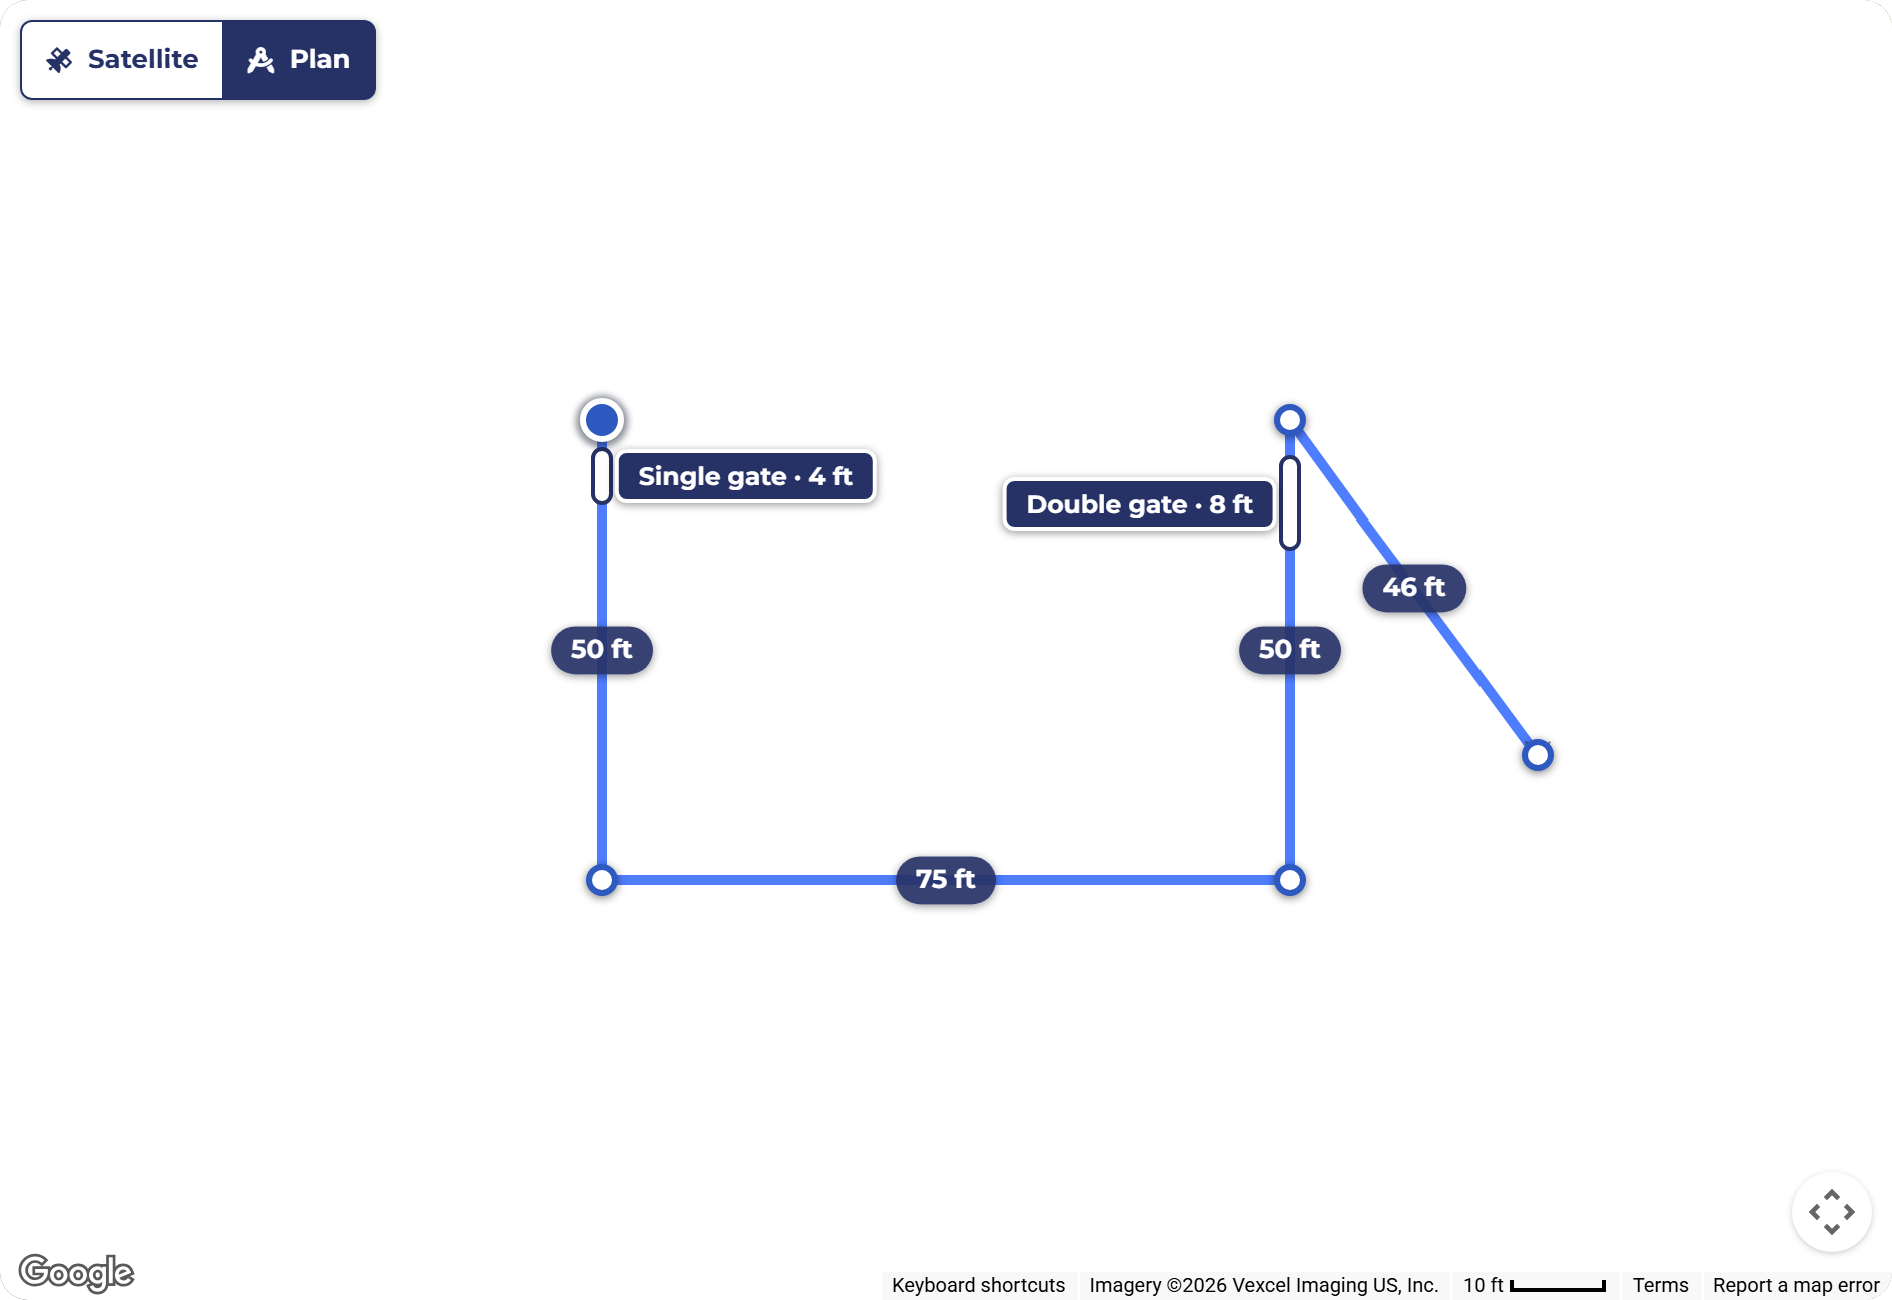 Satellite
Plan
Single gate · 4 ft
Double gate · 8 ft
46 ft
50 ft
50 ft
75 ft
Google
Keyboard shortcuts
Imagery ©2026 Vexcel Imaging US, Inc.
10 ft
Terms
Report a map error